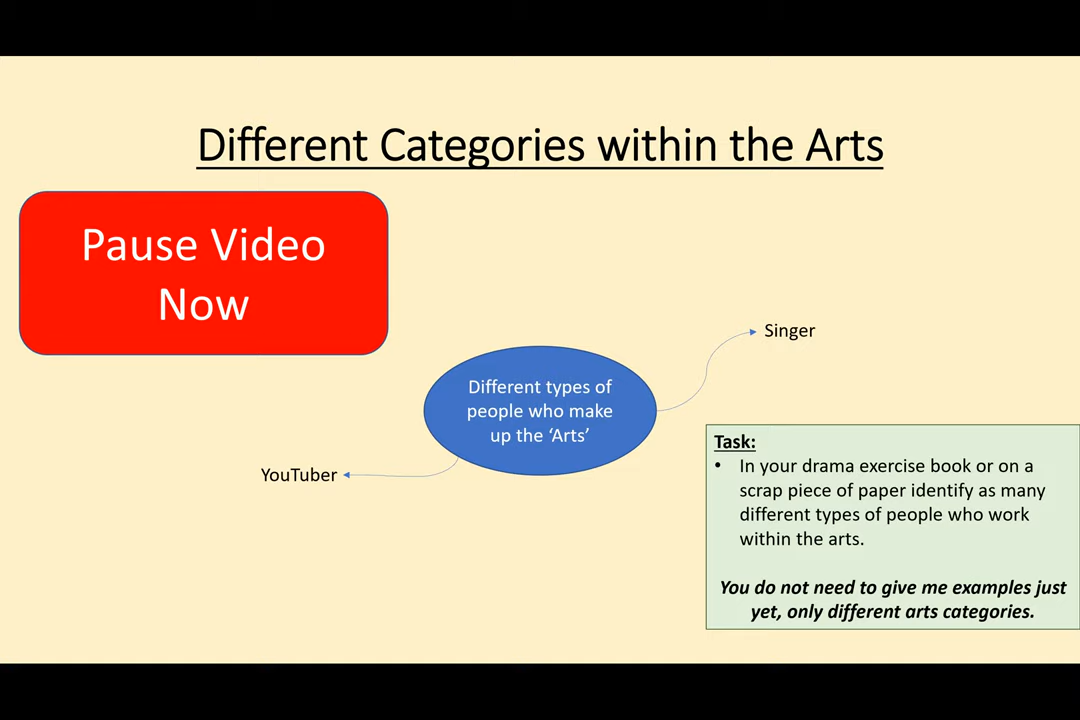 Different Categories within the Arts
Pause Video
Now
Singer
Different types of
people who make
up the ‘Arts’
YouTuber
Task:
• In your drama exercise book or on a
scrap piece of paper identify as many
different types of people who work
within the arts.
You do not need to give me examples just
yet, only different arts categories.